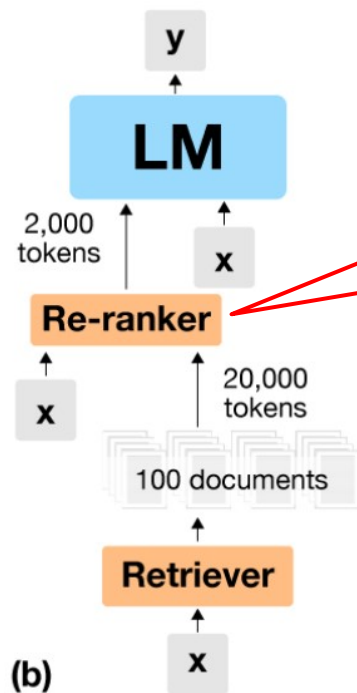 y
LM
2,000
tokens
x
Re-ranker
x
20,000
tokens
100 documents
Retriever
x
(b)